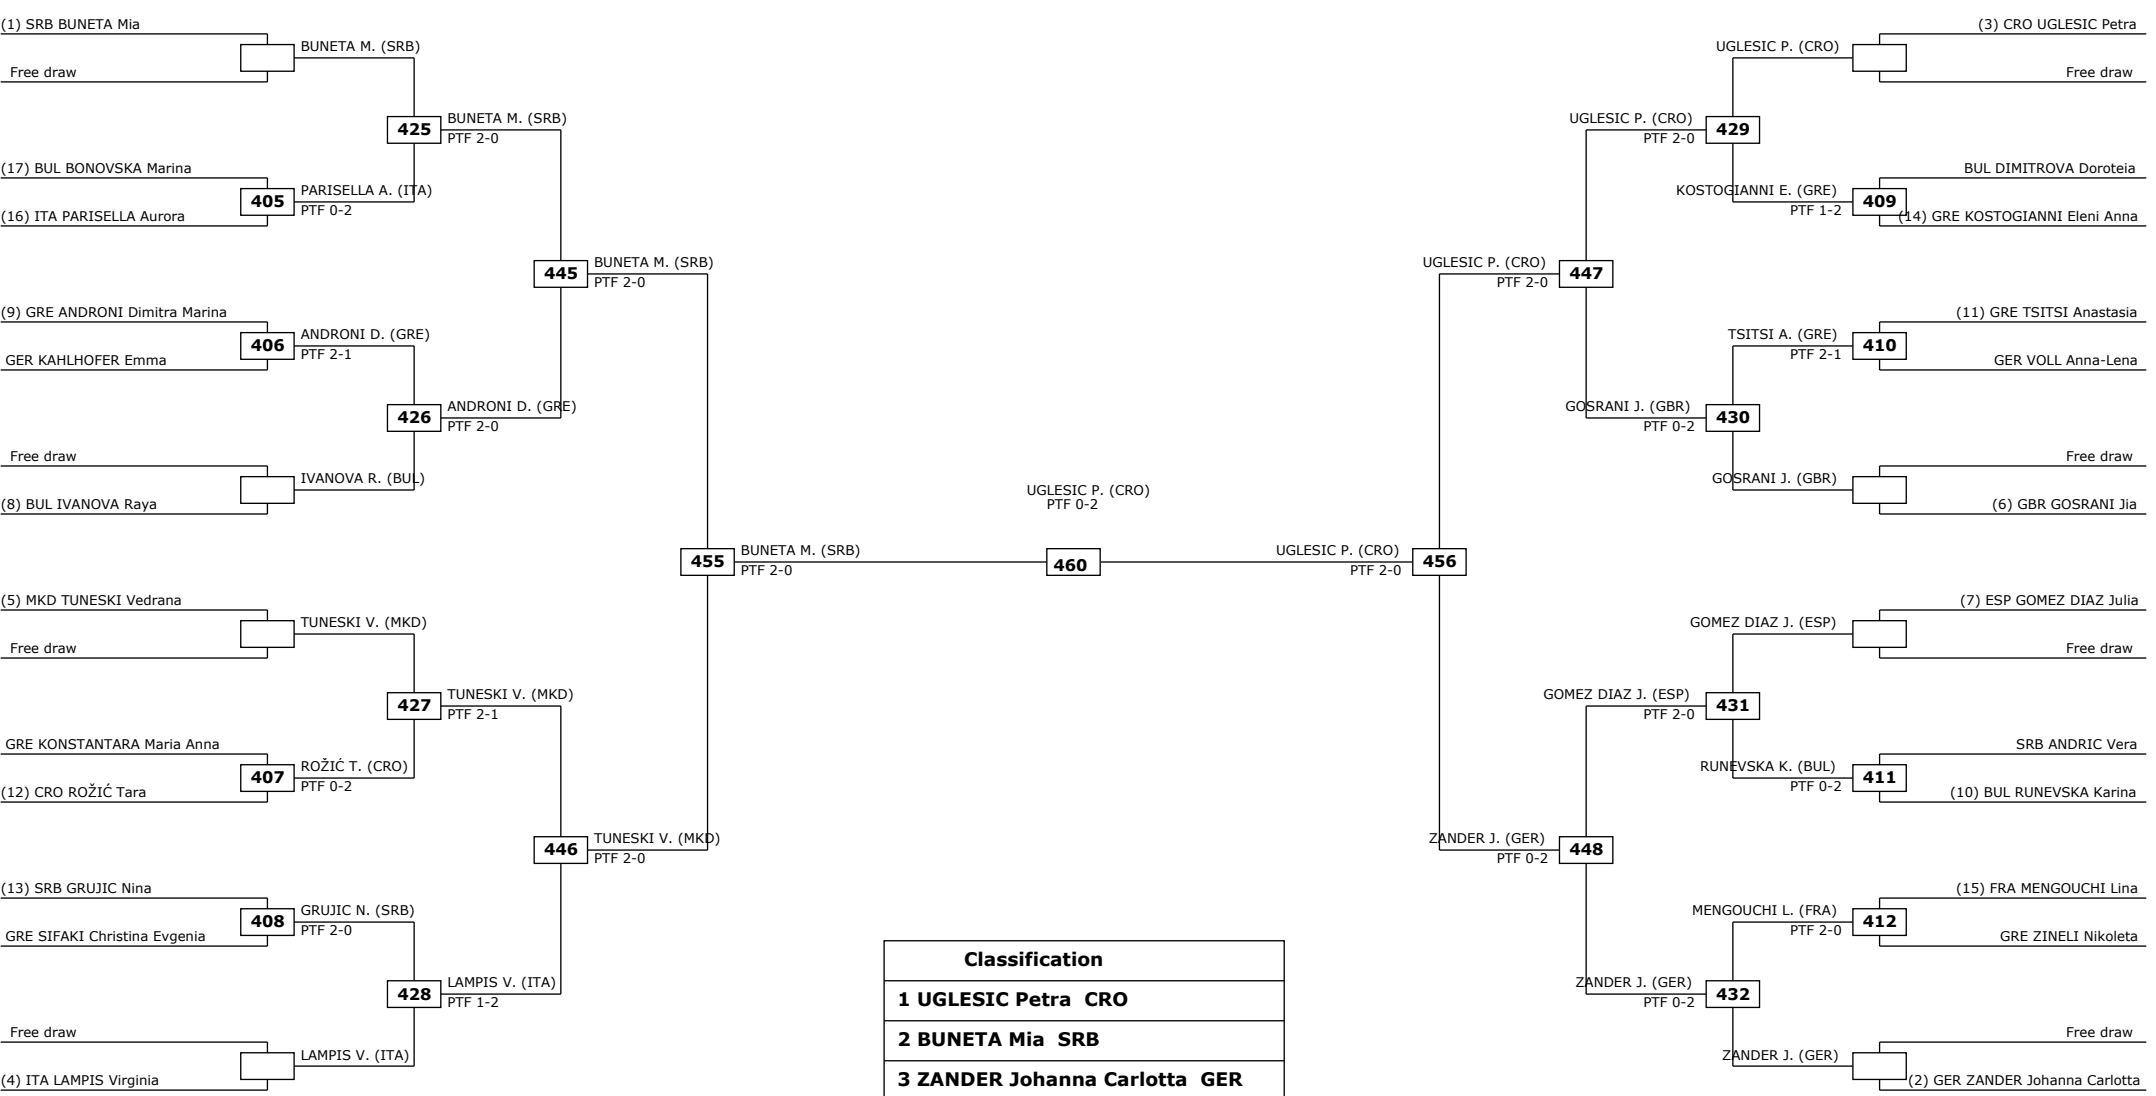 (1) SRB BUNETA Mia
BUNETA M. (SRB)
Free draw
425
BUNETA M. (SRB)
PTF 2-0
(17) BUL BONOVSKA Marina
405
PARISELLA A. (ITA)
PTF 0-2
(16) ITA PARISELLA Aurora
445
BUNETA M. (SRB)
PTF 2-0
(9) GRE ANDRONI Dimitra Marina
406
ANDRONI D. (GRE)
PTF 2-1
GER KAHLHOFER Emma
426
ANDRONI D. (GRE)
PTF 2-0
Free draw
IVANOVA R. (BUL)
(8) BUL IVANOVA Raya
455
BUNETA M. (SRB)
PTF 2-0
(5) MKD TUNESKI Vedrana
TUNESKI V. (MKD)
Free draw
427
TUNESKI V. (MKD)
PTF 2-1
GRE KONSTANTARA Maria Anna
407
ROŽIĆ T. (CRO)
PTF 0-2
(12) CRO ROŽIĆ Tara
446
TUNESKI V. (MKD)
PTF 2-0
(13) SRB GRUJIC Nina
408
GRUJIC N. (SRB)
PTF 2-0
GRE SIFAKI Christina Evgenia
428
LAMPIS V. (ITA)
PTF 1-2
Free draw
LAMPIS V. (ITA)
(4) ITA LAMPIS Virginia
UGLESIC P. (CRO)
PTF 0-2
460
(3) CRO UGLESIC Petra
UGLESIC P. (CRO)
Free draw
UGLESIC P. (CRO)
PTF 2-0
429
BUL DIMITROVA Doroteia
KOSTOGIANNI E. (GRE)
PTF 1-2
409
(14) GRE KOSTOGIANNI Eleni Anna
UGLESIC P. (CRO)
PTF 2-0
447
(11) GRE TSITSI Anastasia
TSITSI A. (GRE)
PTF 2-1
410
GER VOLL Anna-Lena
GOSRANI J. (GBR)
PTF 0-2
430
Free draw
GOSRANI J. (GBR)
(6) GBR GOSRANI Jia
UGLESIC P. (CRO)
PTF 2-0
456
(7) ESP GOMEZ DIAZ Julia
GOMEZ DIAZ J. (ESP)
Free draw
GOMEZ DIAZ J. (ESP)
PTF 2-0
431
SRB ANDRIC Vera
RUNEVSKA K. (BUL)
PTF 0-2
411
(10) BUL RUNEVSKA Karina
ZANDER J. (GER)
PTF 0-2
448
(15) FRA MENGOUCHI Lina
MENGOUCHI L. (FRA)
PTF 2-0
412
GRE ZINELI Nikoleta
ZANDER J. (GER)
PTF 0-2
432
Free draw
ZANDER J. (GER)
(2) GER ZANDER Johanna Carlotta
Classification
1 UGLESIC Petra CRO
2 BUNETA Mia SRB
3 ZANDER Johanna Carlotta GER